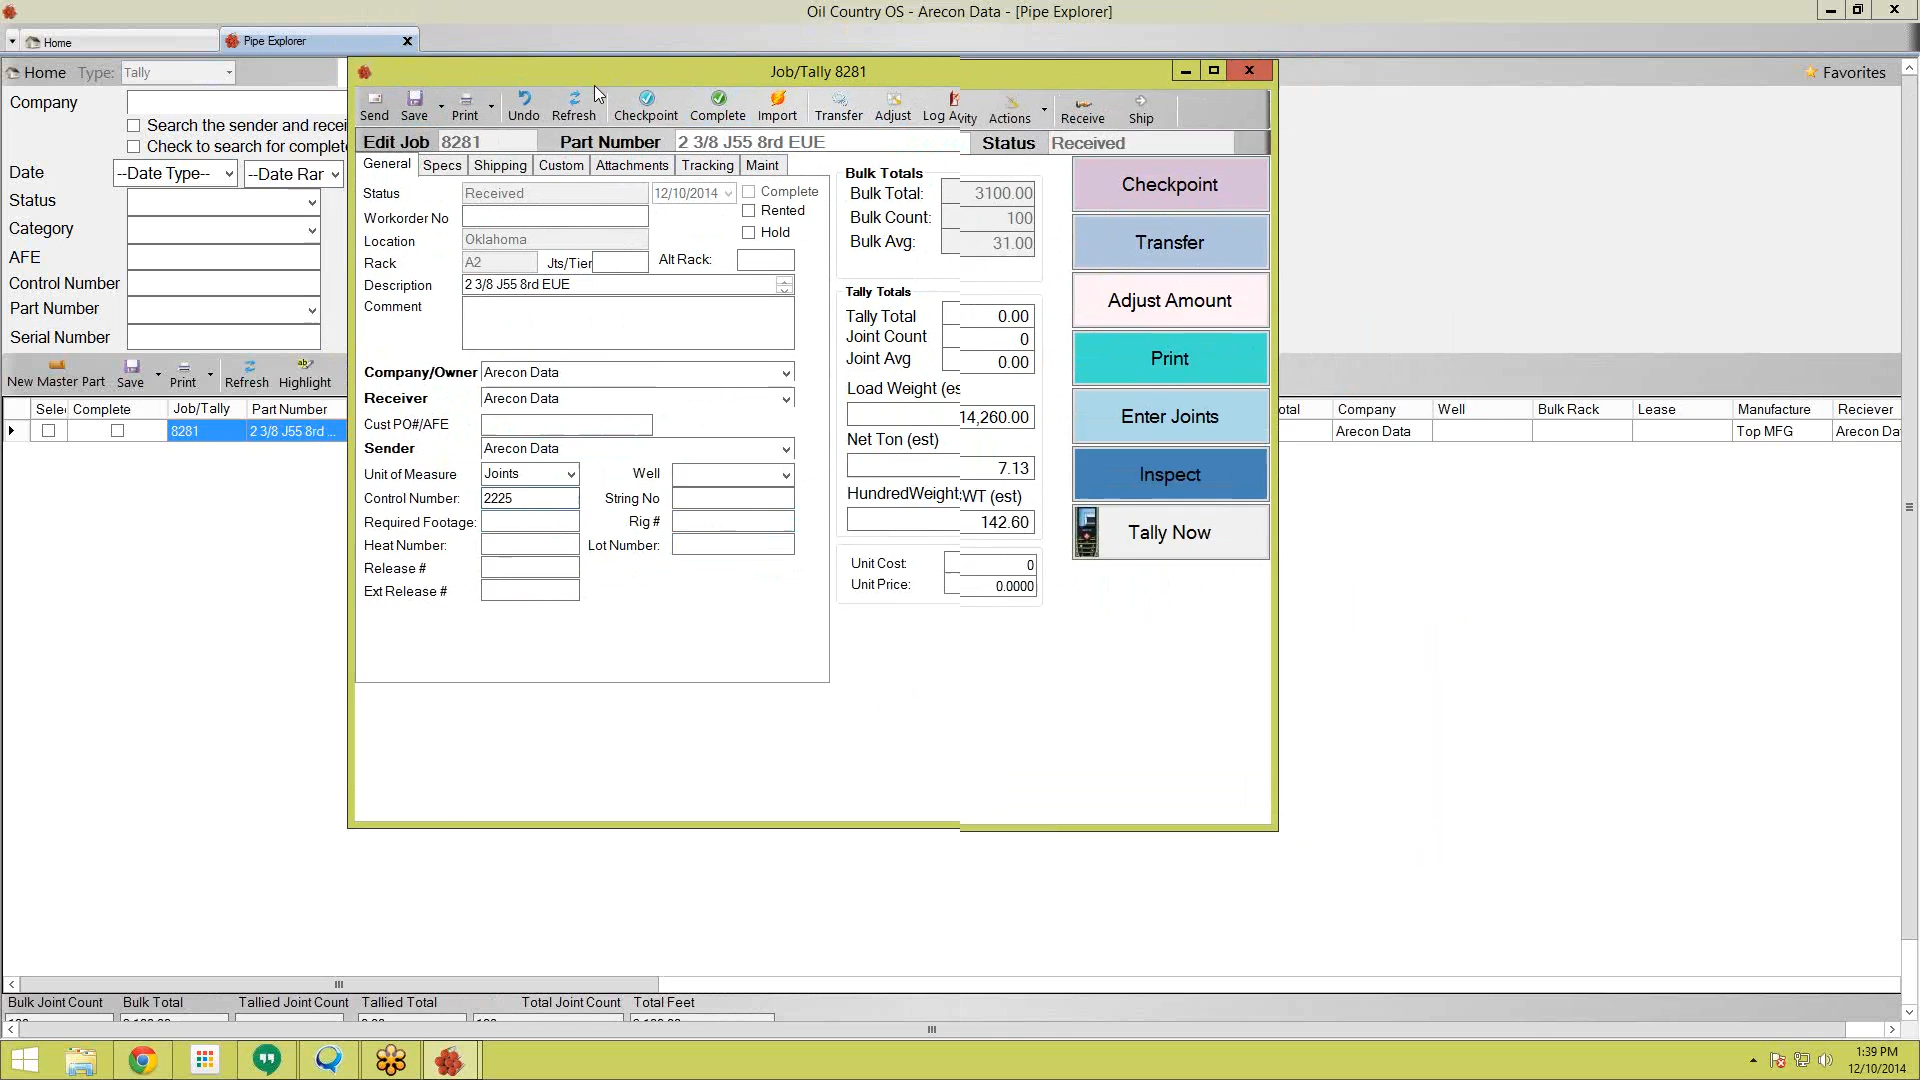 Oil Country OS - Arecon Data - [Pipe Explorer]
Home
Pipe Explorer
Home Type: Tally
Favorites
Company
Search the sender and recei
Check to search for complet
Date --Date Type-- --Date Rar
Status
Category
AFE
Control Number
Part Number
Serial Number
New Master Part Save Print Refresh Highlight
Complete Job/Tally Part Number
8281 2 3/8 J55 8rd ...
Job/Tally 8281
Send Save Print Undo Refresh Checkpoint Complete Import Transfer Adjust Log A vity Actions Receive Ship
Edit Job 8281 Part Number 2 3/8 J55 8rd EUE Status Received
General Specs Shipping Custom Attachments Tracking Maint
Status Received 12/10/2014 Complete
Workorder No Rented
Location Oklahoma Hold
Rack A2 Jts/Tier Alt Rack:
Description 2 3/8 J55 8rd EUE
Comment
Company/Owner Arecon Data
Receiver Arecon Data
Cust PO#/AFE
Sender Arecon Data
Unit of Measure Joints Well
Control Number: 2225 String No
Required Footage: Rig #
Heat Number: Lot Number:
Release #
Ext Release #
Bulk Totals
Bulk Total: 3100.00
Bulk Count: 100
Bulk Avg: 31.00
Tally Totals
Tally Total 0.00
Joint Count 0
Joint Avg 0.00
Load Weight (es
14,260.00
Net Ton (est)
7.13
HundredWeight WT (est)
142.60
Unit Cost: 0
Unit Price: 0.0000
Checkpoint
Transfer
Adjust Amount
Print
Enter Joints
Inspect
Tally Now
otal Company Well Bulk Rack Lease Manufacture Reciever
Arecon Data Top MFG Arecon Da
Bulk Joint Count Bulk Total Tallied Joint Count Tallied Total Total Joint Count Total Feet
1:39 PM
12/10/2014